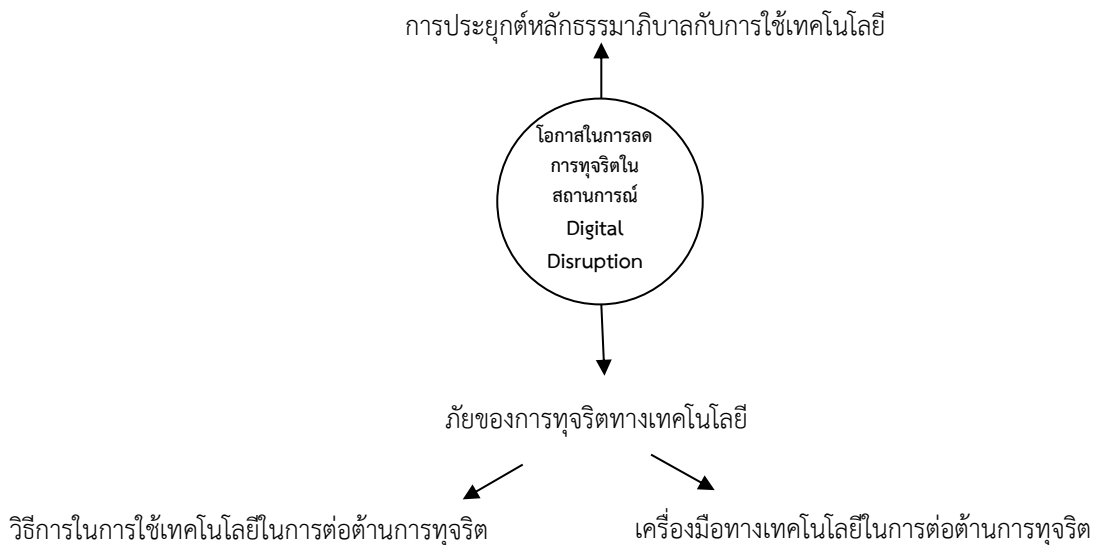 การประยุกต์หลักธรรมาภิบาลกับการใช้เทคโนโลยี
โอกาสในการลด
การทุจริตใน
สถานการณ์
Digital
Disruption
ภัยของการทุจริตทางเทคโนโลยี
วิธีการในการใช้เทคโนโลยีในการต่อต้านการทุจริต
เครื่องมือทางเทคโนโลยีในการต่อต้านการทุจริต